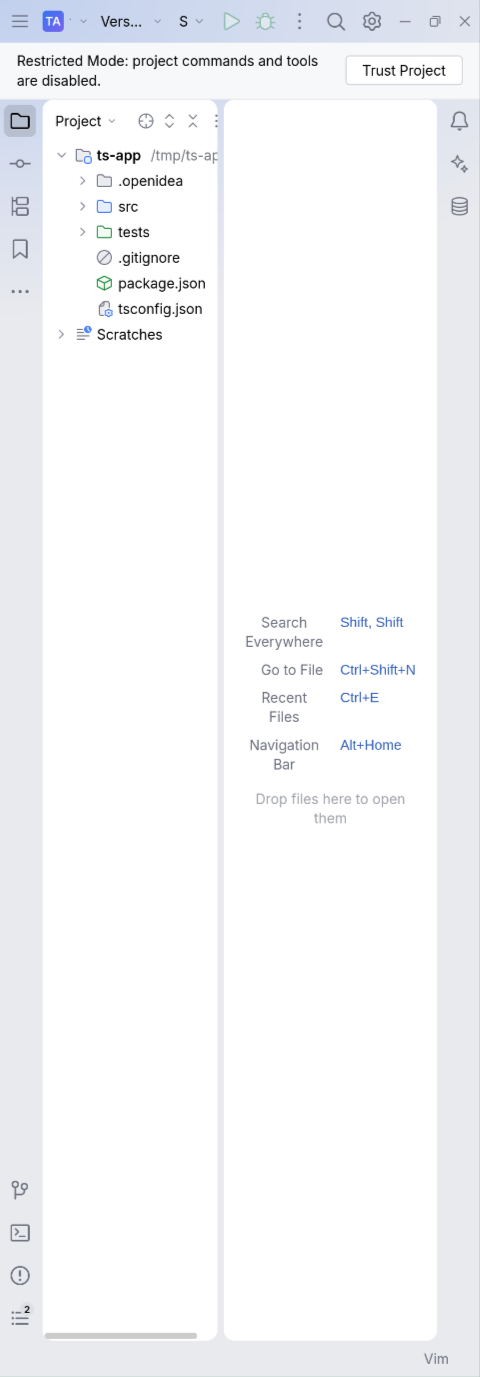 TA
Vers...
S
Restricted Mode: project commands and tools
are disabled.
Trust Project
Project
ts-app /tmp/ts-ap
.openidea
src
tests
.gitignore
package.json
tsconfig.json
Scratches
Search
Everywhere
Shift, Shift
Go to File
Ctrl+Shift+N
Recent
Files
Ctrl+E
Navigation
Bar
Alt+Home
Drop files here to open
them
2
Vim